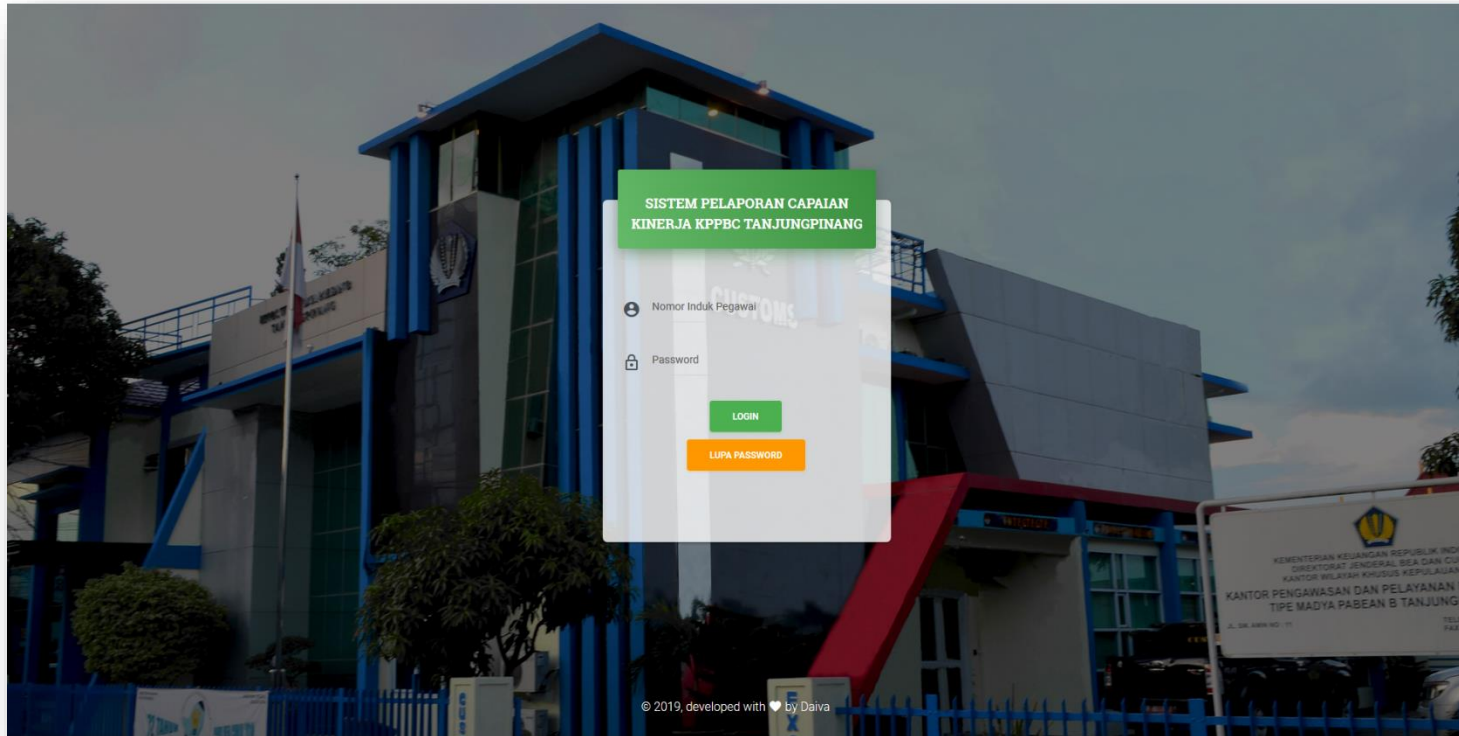 SISTEM PELAPORAN CAPAIAN
KINERJA KPPBC TANJUNGPINANG
CUSTOMS
Nomor Induk Pegawai
Password
LOGIN
LUPA PASSWORD
KEMENTERIAN KEUANGAN REPUBLIK INDO
DIREKTORAT JENDERAL BEA DAN CU
KANTOR WILAYAH KHUSUS KEPULAUAN
KANTOR PENGAWASAN DAN PELAYANAN
TIPE MADYA PABEAN B TANJUNG
© 2019, developed with ♥ by Daiva